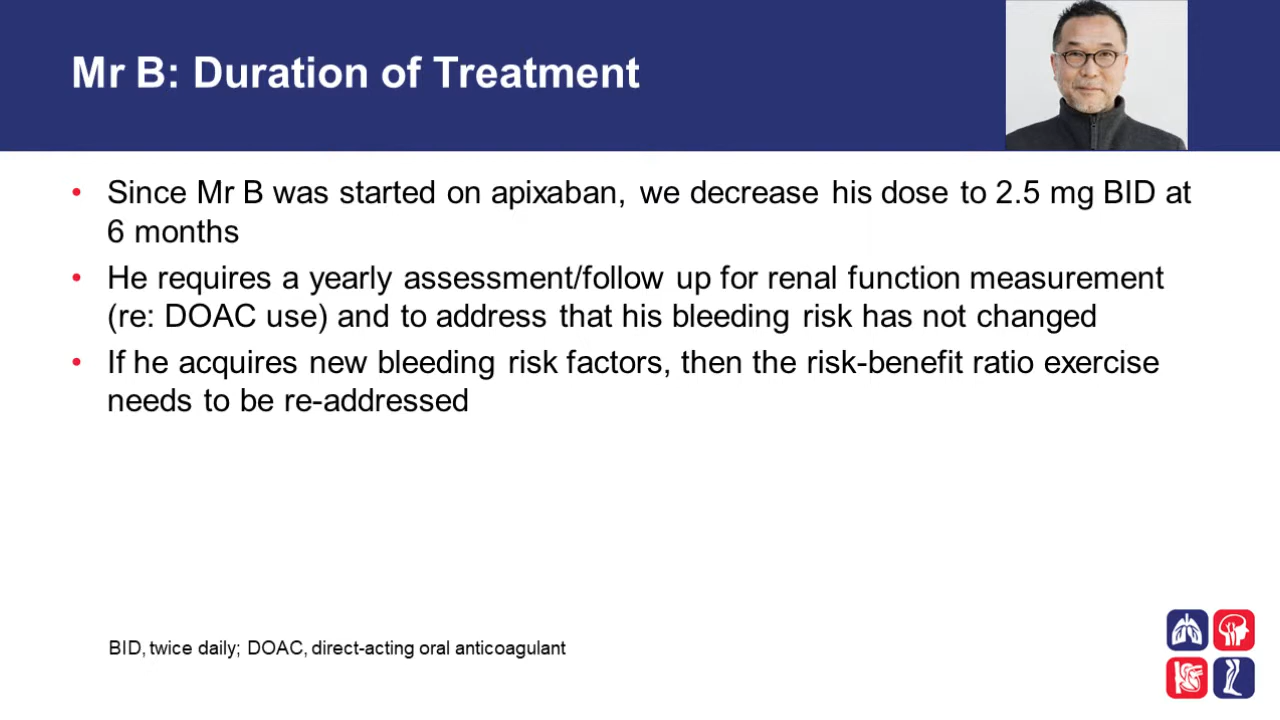 Mr B: Duration of Treatment
• Since Mr B was started on apixaban, we decrease his dose to 2.5 mg BID at
6 months
• He requires a yearly assessment/follow up for renal function measurement
(re: DOAC use) and to address that his bleeding risk has not changed
• If he acquires new bleeding risk factors, then the risk-benefit ratio exercise
needs to be re-addressed
BID, twice daily; DOAC, direct-acting oral anticoagulant